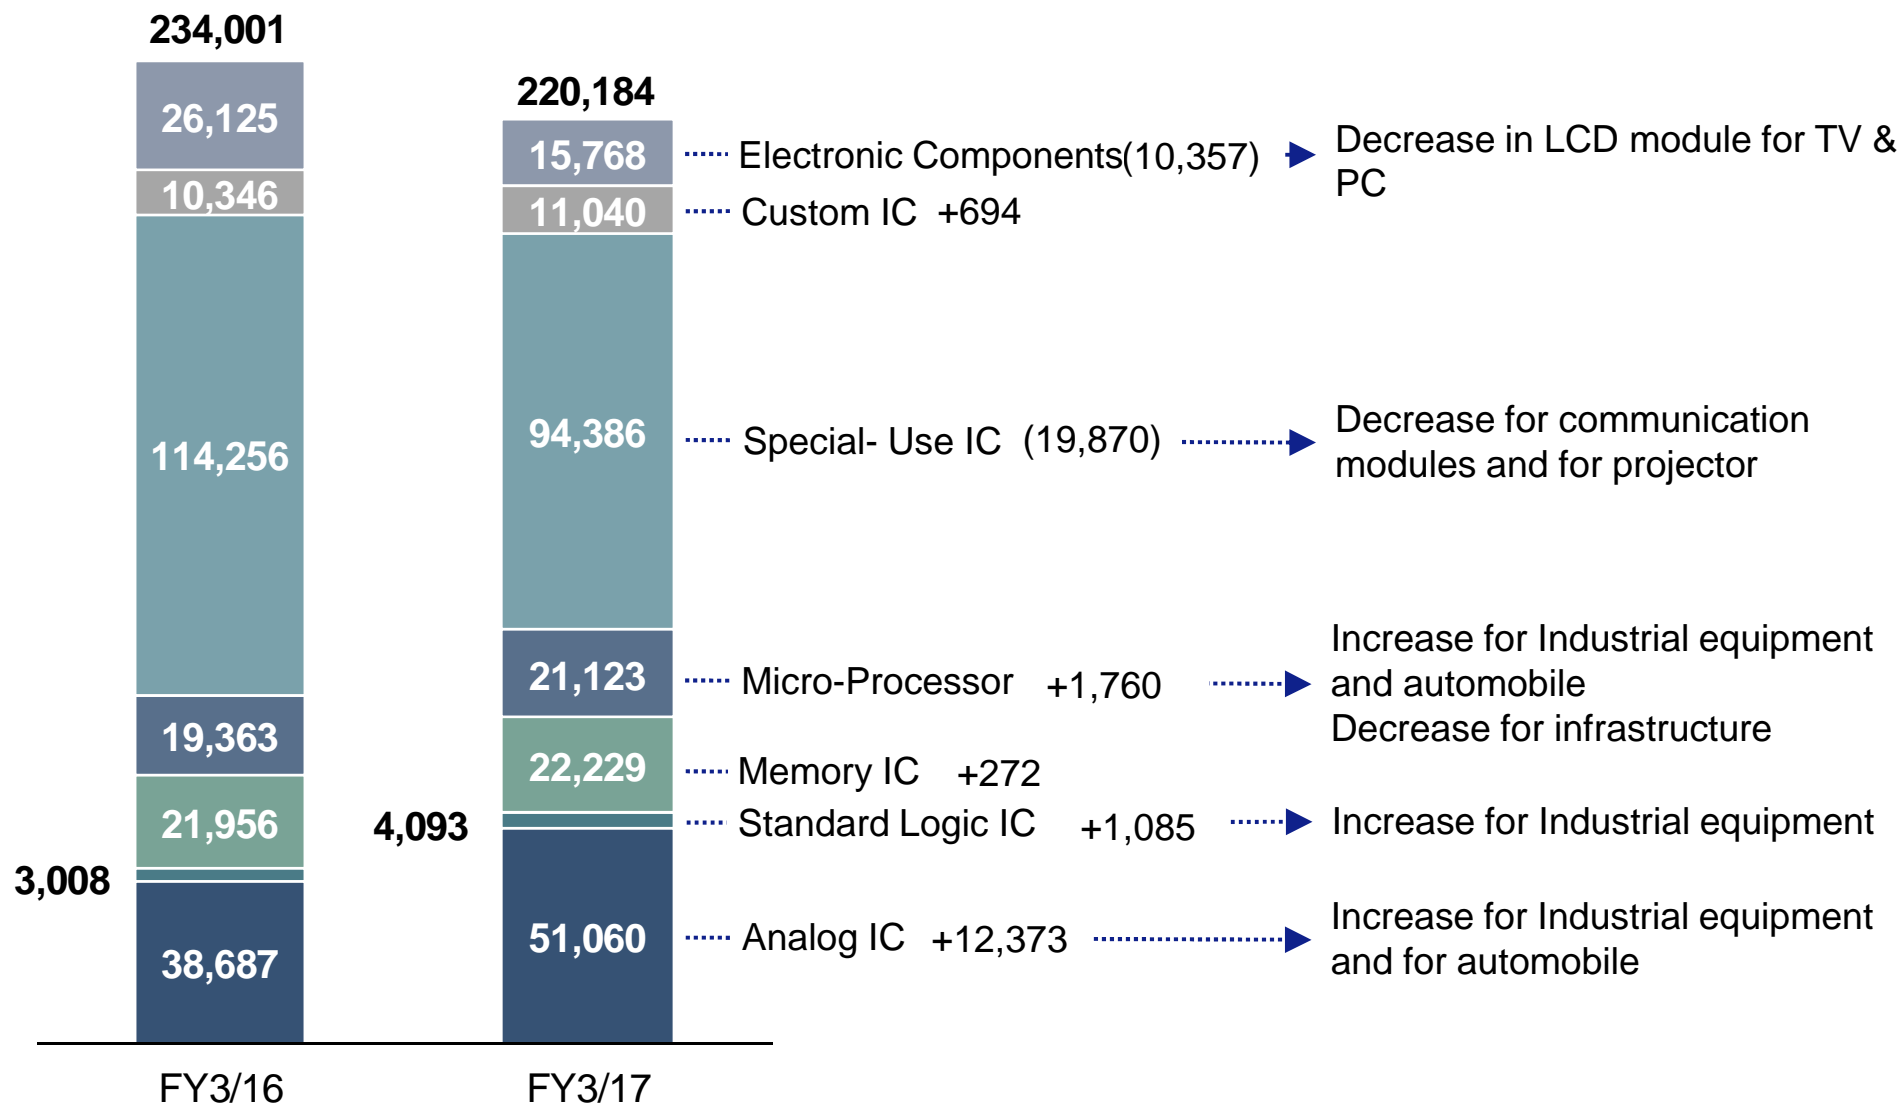 234,001
26,125
10,346
114,256
19,363
21,956
3,008
38,687
FY3/16
220,184
15,768
11,040
94,386
21,123
22,229
4,093
51,060
FY3/17
Electronic Components(10,357)
Decrease in LCD module for TV &
PC
Custom IC +694
Special- Use IC (19,870)
Decrease for communication
modules and for projector
Micro-Processor +1,760
Increase for Industrial equipment
and automobile
Decrease for infrastructure
Memory IC +272
Standard Logic IC +1,085
Increase for Industrial equipment
Analog IC +12,373
Increase for Industrial equipment
and for automobile